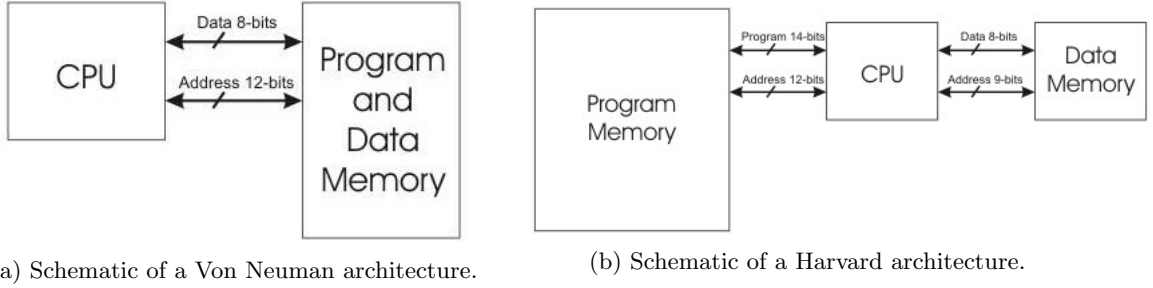 CPU
Data 8-bits
Address 12-bits
Program
and
Data
Memory
a) Schematic of a Von Neuman architecture.
Program
Memory
Program 14-bits
Address 12-bits
CPU
Data 8-bits
Address 9-bits
Data
Memory
(b) Schematic of a Harvard architecture.